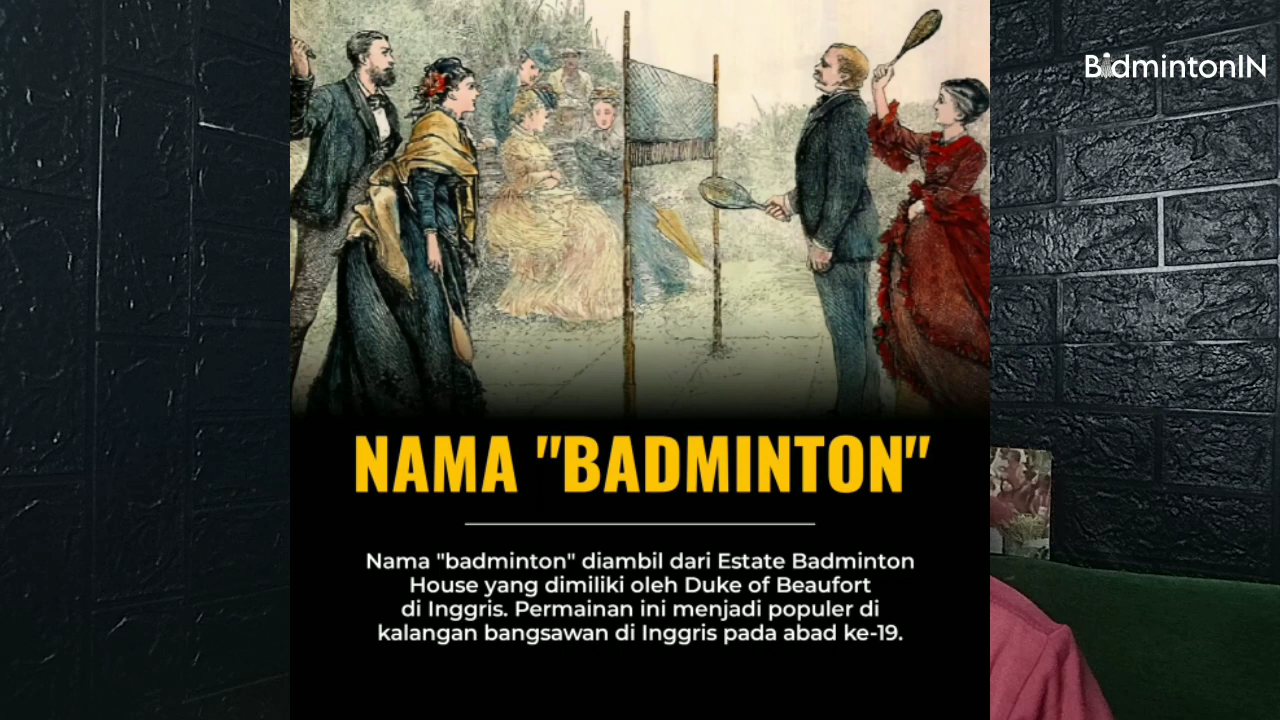 BadmintonIN
NAMA "BADMINTON"
Nama "badminton" diambil dari Estate Badminton
House yang dimiliki oleh Duke of Beaufort
di Inggris. Permainan ini menjadi populer di
kalangan bangsawan di Inggris pada abad ke-19.